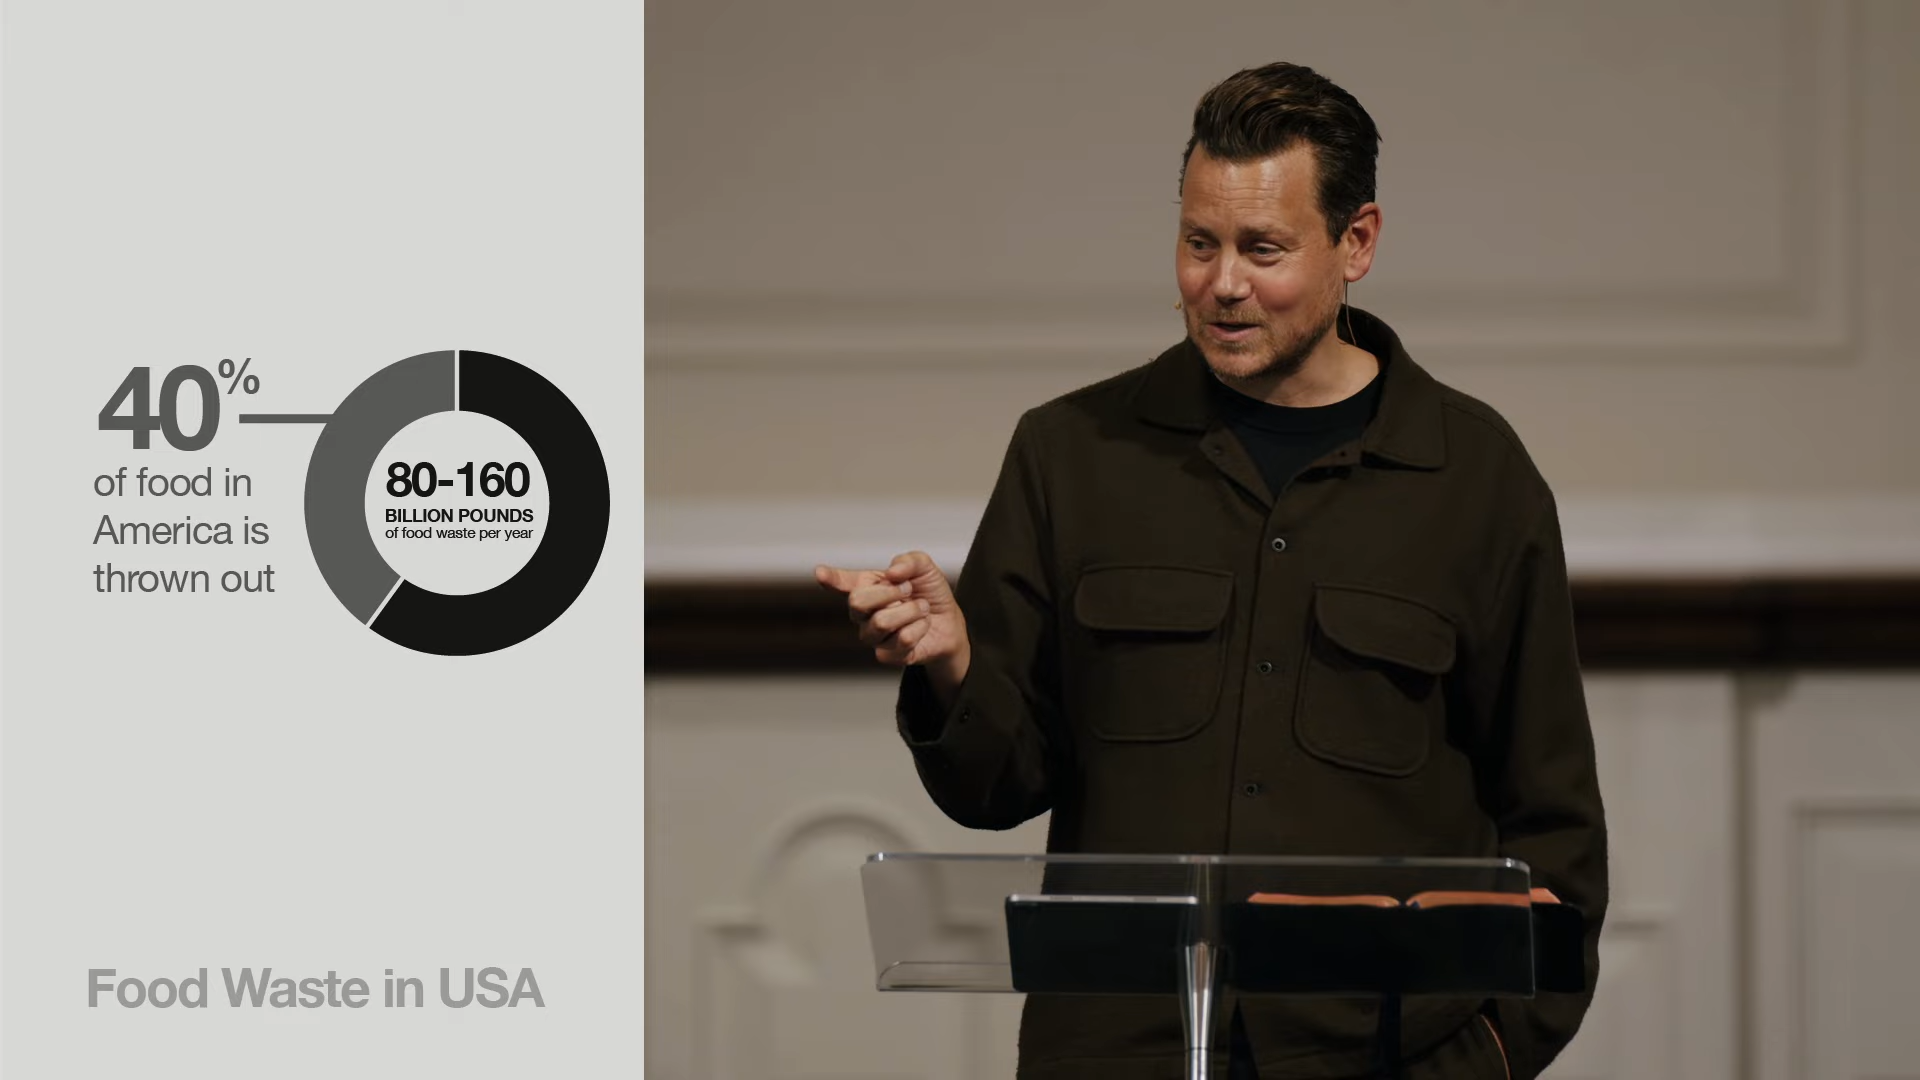 40%
of food in
America is
thrown out
80-160
BILLION POUNDS
of food waste per year
Food Waste in USA